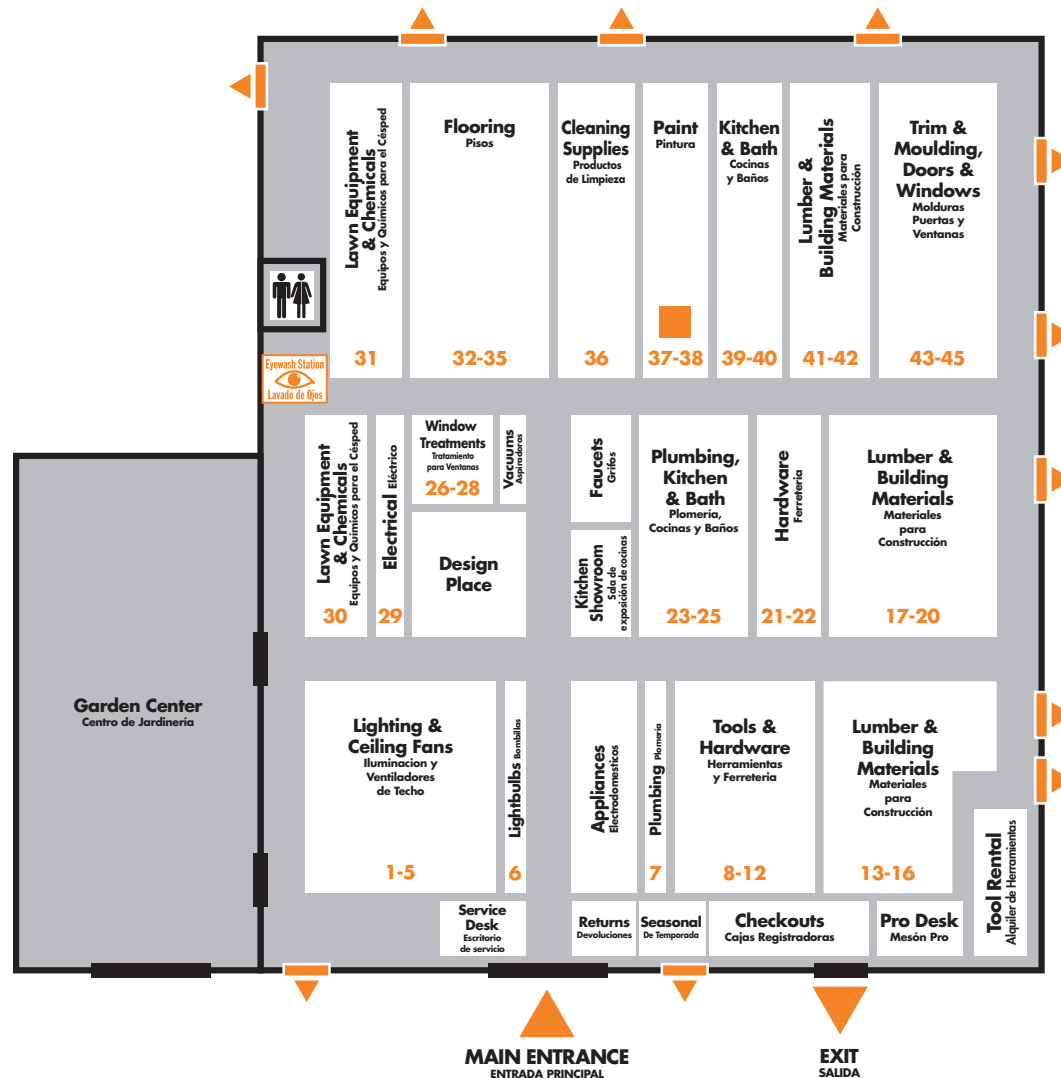 Lawn Equipment
& Chemicals
Equipos y Químicos para el Césped
31
Flooring
Pisos
32-35
Cleaning
Supplies
Productos
de Limpieza
36
Paint
Pintura
37-38
Kitchen
& Bath
Cocinas
y Baños
39-40
Lumber &
Building Materials
Materiales para
Construcción
41-42
Trim &
Moulding,
Doors &
Windows
Molduras
Puertas y
Ventanas
43-45
Eyewash Station
Lavado de Ojos
Lawn Equipment
& Chemicals
Equipos y Químicos para el Césped
30
Electrical Eléctrico
29
Window
Treatments
Tratamiento
para Ventanas
26-28
Vacuums
Aspiradoras
Design
Place
Faucets
Grifos
Kitchen
Showroom
Sala de
exposición de cocinas
Plumbing,
Kitchen
& Bath
Plomería,
Cocinas y Baños
23-25
Hardware
Ferretería
21-22
Lumber &
Building
Materials
Materiales
para
Construcción
17-20
Garden Center
Centro de Jardinería
Lighting &
Ceiling Fans
Iluminacion y
Ventiladores
de Techo
1-5
Lightbulbs Bombillas
6
Appliances
Electrodomesticos
Plumbing Plomería
7
Tools &
Hardware
Herramientas
y Ferreteria
8-12
Lumber &
Building
Materials
Materiales
para
Construcción
13-16
Tool Rental
Alquiler de Herramientas
Service
Desk
Escritorio
de servicio
Returns
Devoluciones
Seasonal
De Temporada
Checkouts
Cajas Registradoras
Pro Desk
Mesón Pro
MAIN ENTRANCE
ENTRADA PRINCIPAL
EXIT
SALIDA